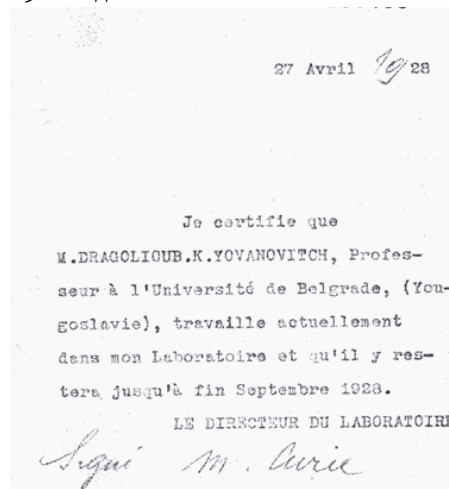 27 Avril 1928
Je certifie que
M.DRAGOLIOUB.K.YOVANOVITCH, Profes-
seur à l'Université de Belgrade, (You-
goslavie), travaille actuellement
dans mon Laboratoire et qu'il y res-
tera jusqu'à fin Septembre 1928.
LE DIRECTEUR DU LABORATOIRE
Signé M. Curie